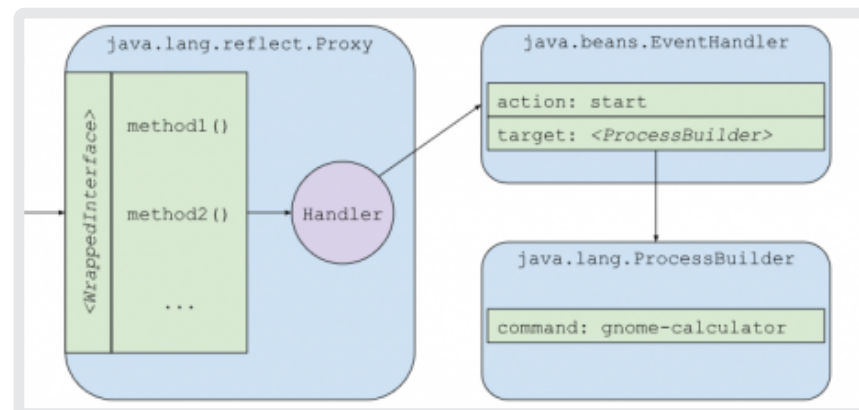 java.lang.reflect.Proxy
<WrappedInterface>
method1()
method2()
...
Handler
java.beans.EventHandler
action: start
target: <ProcessBuilder>
java.lang.ProcessBuilder
command: gnome-calculator